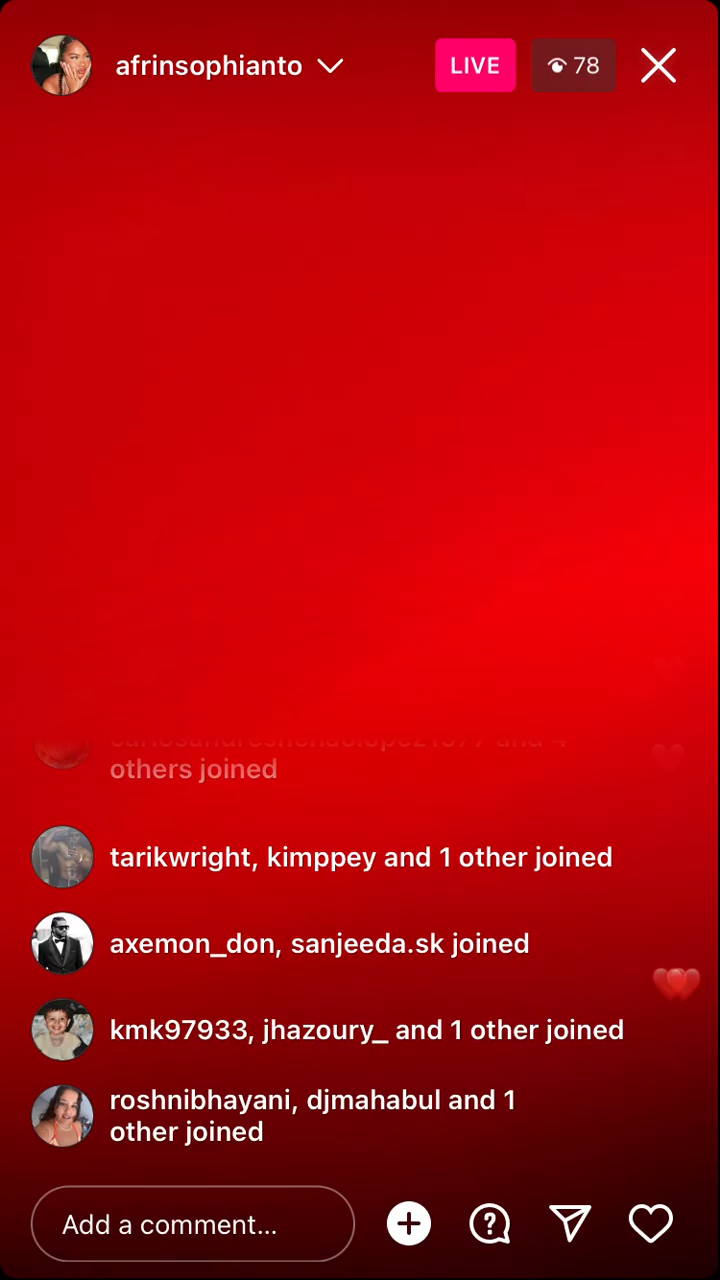 afrinsophianto
LIVE
78
others joined
tarikwright, kimppey and 1 other joined
axemon_don, sanjeeda.sk joined
kmk97933, jhazoury_ and 1 other joined
roshnibhayani, djmahabul and 1
other joined
Add a comment...